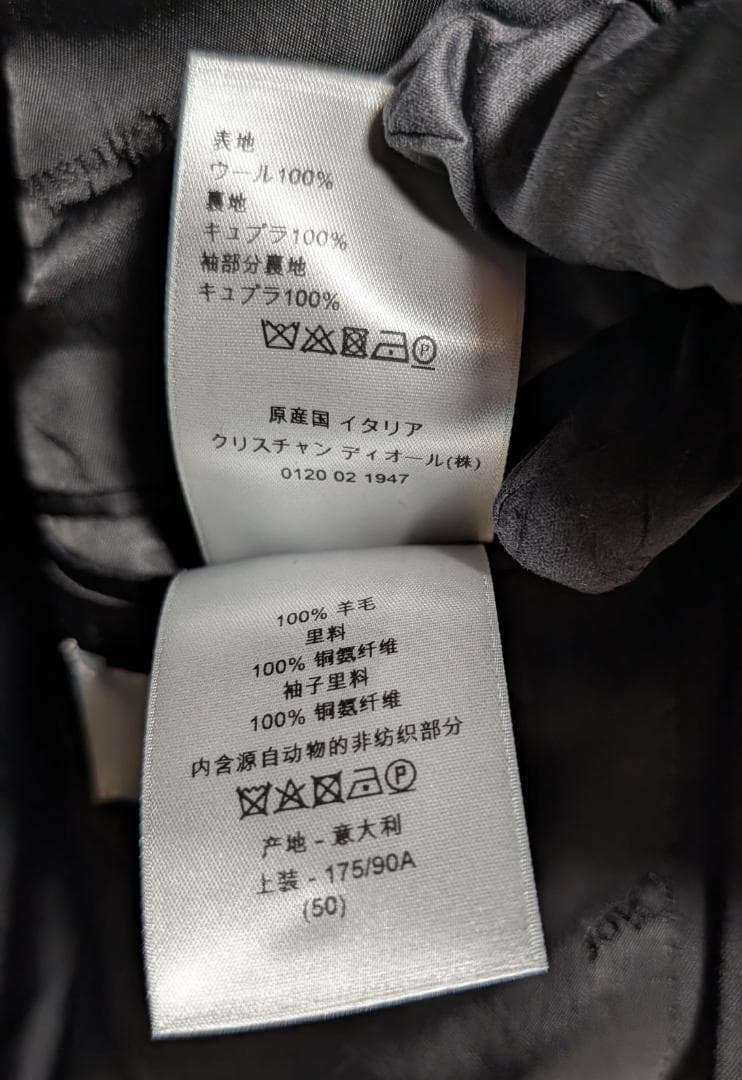 表地
ウール100%
裏地
キュプラ100%
袖部分裏地
キュプラ100%
P
原産国 イタリア
クリスチャン ディオール(株)
0120 02 1947
100% 羊毛
里料
100% 铜氨纤维
袖子里料
100% 铜氨纤维
内含源自动物的非纺织部分
P
产地 - 意大利
上装 - 175/90A
(50)